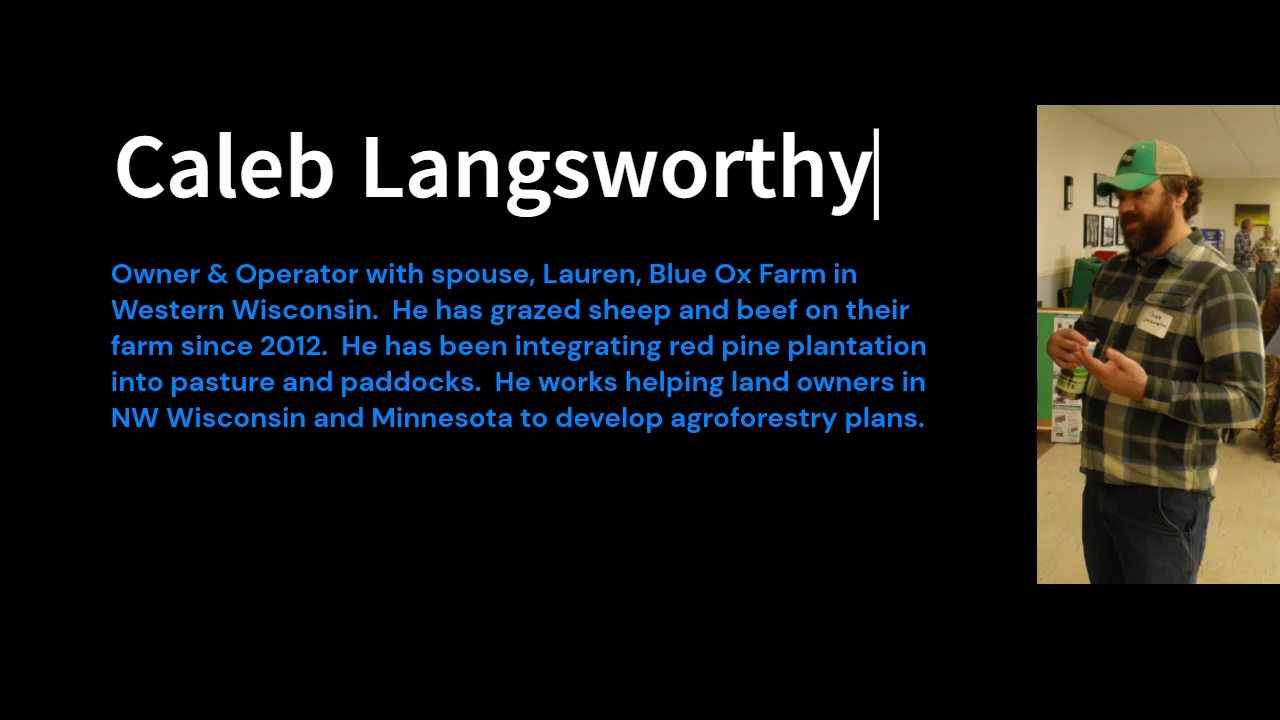 Caleb Langsworthy
Owner & Operator with spouse, Lauren, Blue Ox Farm in
Western Wisconsin.  He has grazed sheep and beef on their
farm since 2012.  He has been integrating red pine plantation
into pasture and paddocks.  He works helping land owners in
NW Wisconsin and Minnesota to develop agroforestry plans.